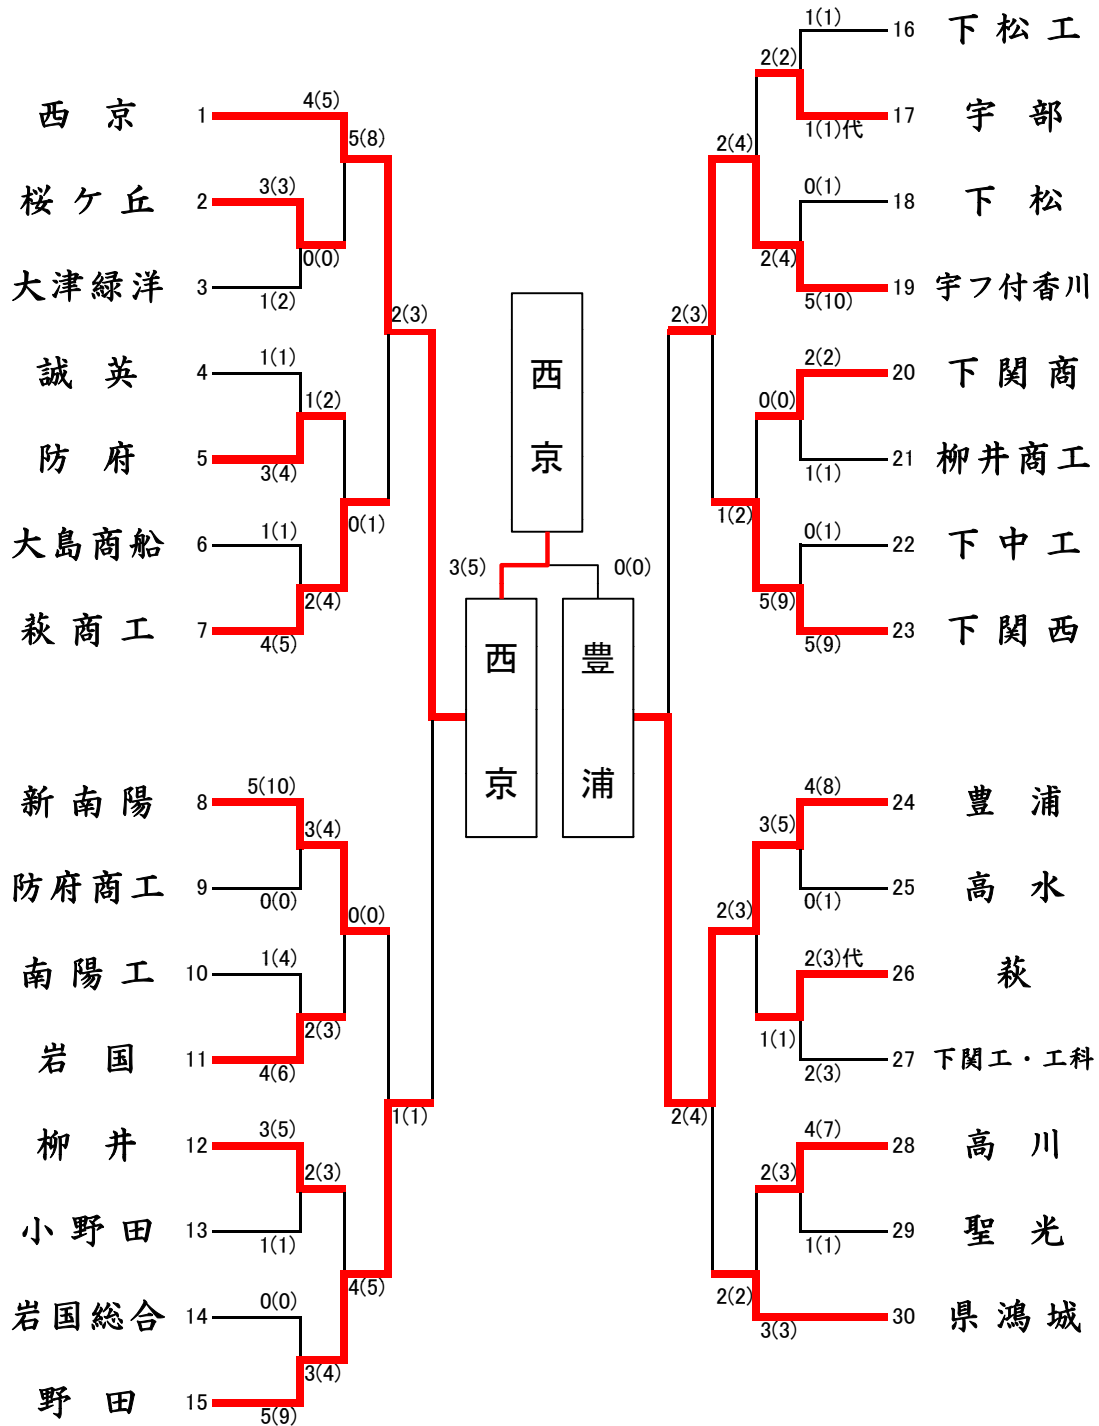 西京 1 4(5)
5(8)
桜ケ丘 2 3(3)
0(0)
大津緑洋 3 1(2)
2(3)
誠英 4 1(1)
1(2)
防府 5 3(4)
0(1)
大島商船 6 1(1)
2(4)
萩商工 7 4(5)
新南陽 8 5(10)
3(4)
防府商工 9 0(0)
0(0)
南陽工 10 1(4)
2(3)
岩国 11 4(6)
1(1)
柳井 12 3(5)
2(3)
小野田 13 1(1)
4(5)
岩国総合 14 0(0)
3(4)
野田 15 5(9)
西京
3(5) 0(0)
西京
豊浦
1(1) 16 下松工
2(2)
1(1)代 17 宇部
2(4)
0(1) 18 下松
2(4)
5(10) 19 宇フ付香川
2(3)
2(2) 20 下関商
0(0)
1(1) 21 柳井商工
1(2)
0(1) 22 下中工
5(9)
5(9) 23 下関西
4(8) 24 豊浦
3(5)
0(1) 25 高水
2(3)
2(3)代 26 萩
1(1)
2(3) 27 下関工・工科
2(4)
4(7) 28 高川
2(3)
1(1) 29 聖光
2(2)
3(3) 30 県鴻城